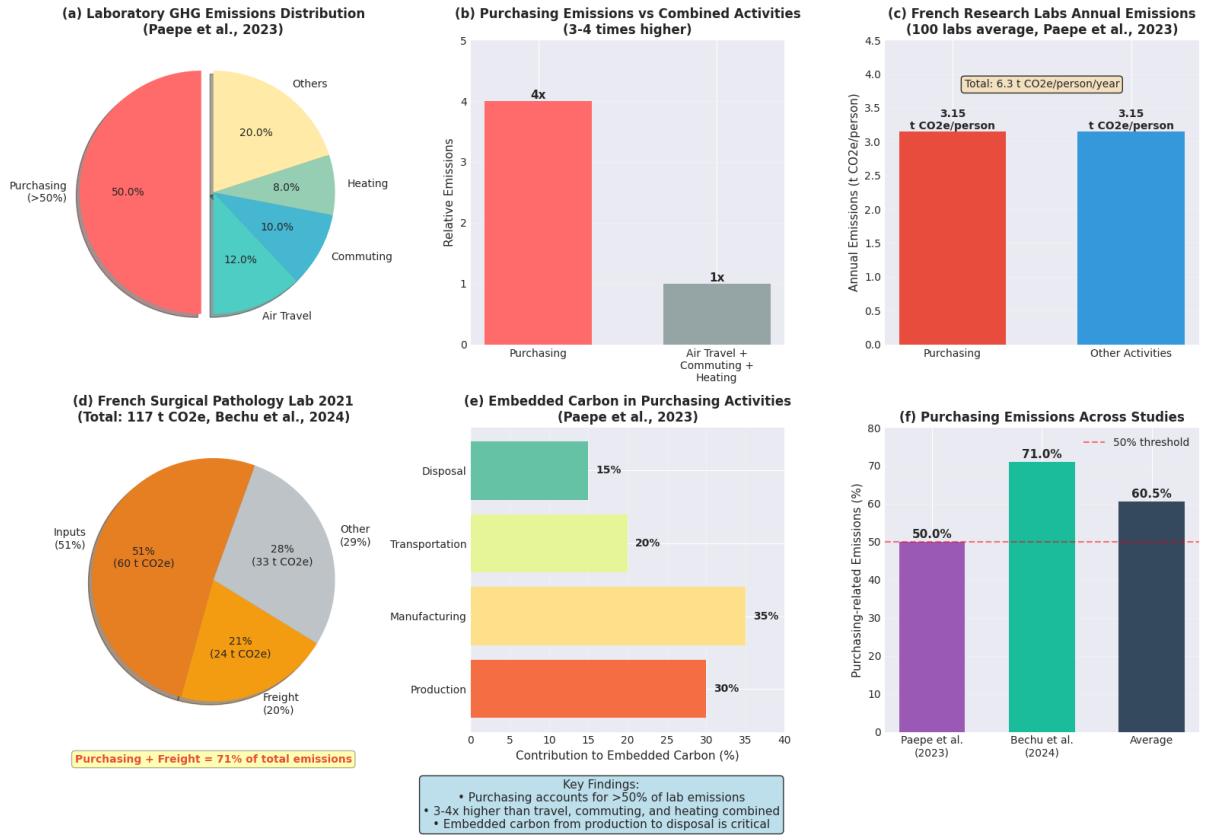 (a) Laboratory GHG Emissions Distribution
(Paepe et al., 2023)
Others
20.0%
Purchasing
(>50%)
50.0%
8.0%
Heating
10.0%
Commuting
12.0%
Air Travel
(b) Purchasing Emissions vs Combined Activities
(3-4 times higher)
Relative Emissions
5
4
3
2
1
0
4x
1x
Purchasing
Air Travel +
Commuting +
Heating
(c) French Research Labs Annual Emissions
(100 labs average, Paepe et al., 2023)
Annual Emissions (t CO2e/person)
4.5
4.0
3.5
3.0
2.5
2.0
1.5
1.0
0.5
0.0
Total: 6.3 t CO2e/person/year
3.15
t CO2e/person
3.15
t CO2e/person
Purchasing
Other Activities
(d) French Surgical Pathology Lab 2021
(Total: 117 t CO2e, Bechu et al., 2024)
Inputs
(51%)
51%
(60 t CO2e)
28%
(33 t CO2e)
Other
(29%)
21%
(24 t CO2e)
Freight
(20%)
Purchasing + Freight = 71% of total emissions
(e) Embedded Carbon in Purchasing Activities
(Paepe et al., 2023)
Disposal
15%
Transportation
20%
Manufacturing
35%
Production
30%
0 5 10 15 20 25 30 35 40
Contribution to Embedded Carbon (%)
(f) Purchasing Emissions Across Studies
Purchasing-related Emissions (%)
80
70
60
50
40
30
20
10
0
50% threshold
50.0%
71.0%
60.5%
Paepe et al.
(2023)
Bechu et al.
(2024)
Average
Key Findings:
• Purchasing accounts for >50% of lab emissions
• 3-4x higher than travel, commuting, and heating combined
• Embedded carbon from production to disposal is critical